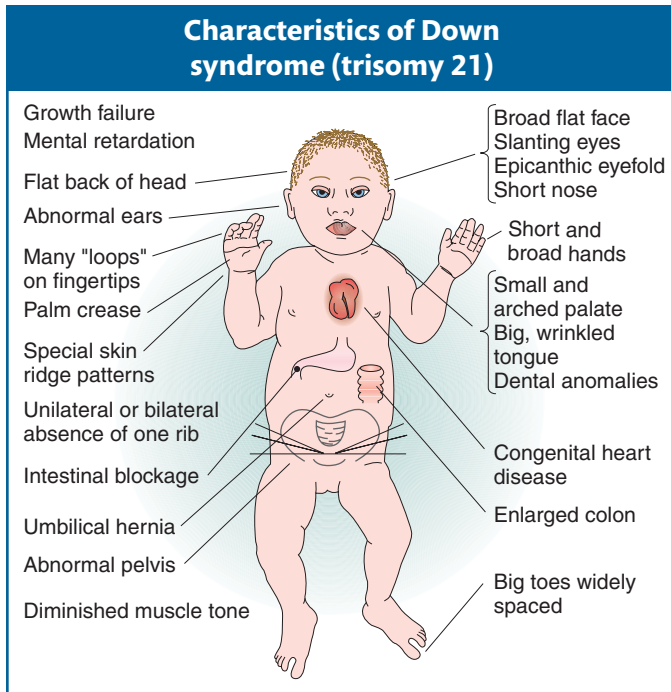 Characteristics of Down
syndrome (trisomy 21)
Growth failure
Mental retardation
Flat back of head
Abnormal ears
Many "loops"
on fingertips
Palm crease
Special skin
ridge patterns
Unilateral or bilateral
absence of one rib
Intestinal blockage
Umbilical hernia
Abnormal pelvis
Diminished muscle tone
Broad flat face
Slanting eyes
Epicanthic eyefold
Short nose
Short and
broad hands
Small and
arched palate
Big, wrinkled
tongue
Dental anomalies
Congenital heart
disease
Enlarged colon
Big toes widely
spaced